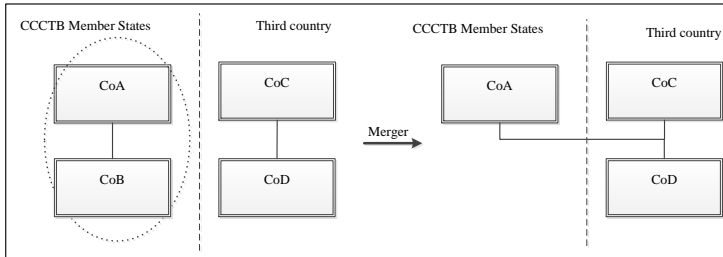 CCCTB Member States
Third country
CoA
CoC
CoB
CoD
Merger
CCCTB Member States
Third country
CoA
CoC
CoD